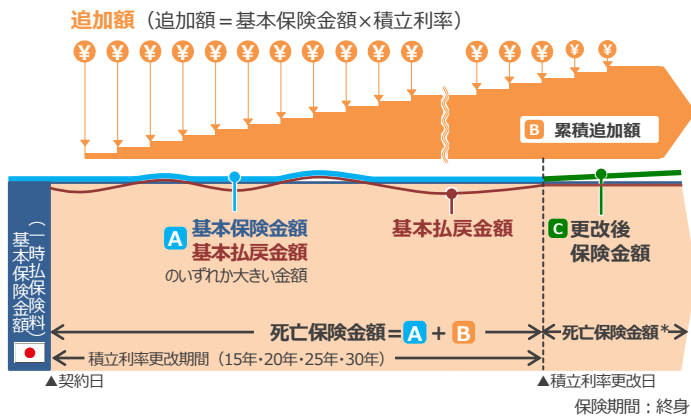 追加額（追加額＝基本保険金額×積立利率）
¥ ¥ ¥ ¥ ¥ ¥ ¥ ¥ ¥ ¥ ¥ ¥ ¥ ¥ ¥ ¥
B 累積追加額
基本保険金額
（一時払保険料）
A 基本保険金額
基本払戻金額
のいずれか大きい金額
基本払戻金額
C 更改後
保険金額
死亡保険金額=A+B
死亡保険金額*
積立利率更改期間（15年・20年・25年・30年）
▲契約日
▲積立利率更改日
保険期間：終身